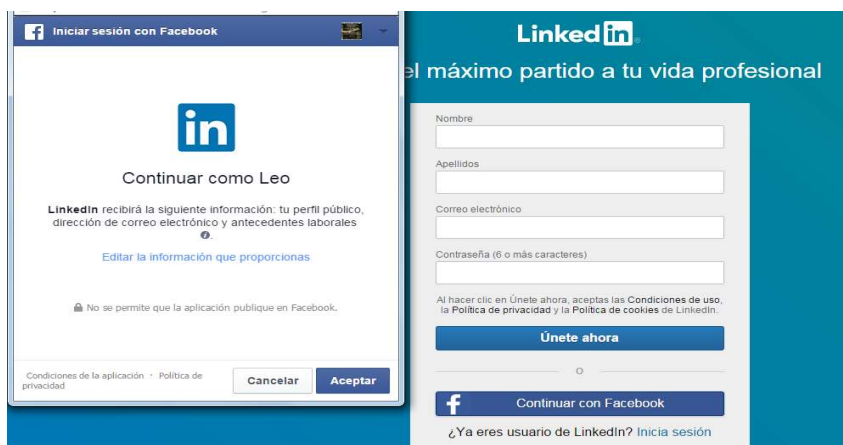 Iniciar sesión con Facebook
in
Continuar como Leo
LinkedIn recibirá la siguiente información: tu perfil público,
dirección de correo electrónico y antecedentes laborales
Editar la información que proporcionas
No se permite que la aplicación publique en Facebook.
Condiciones de la aplicación · Política de
privacidad
Cancelar
Aceptar
Linked in
el máximo partido a tu vida profesional
Nombre
Apellidos
Correo electrónico
Contraseña (6 o más caracteres)
Al hacer clic en Únete ahora, aceptas las Condiciones de uso,
la Política de privacidad y la Política de cookies de LinkedIn.
Únete ahora
o
Continuar con Facebook
¿Ya eres usuario de LinkedIn? Inicia sesión